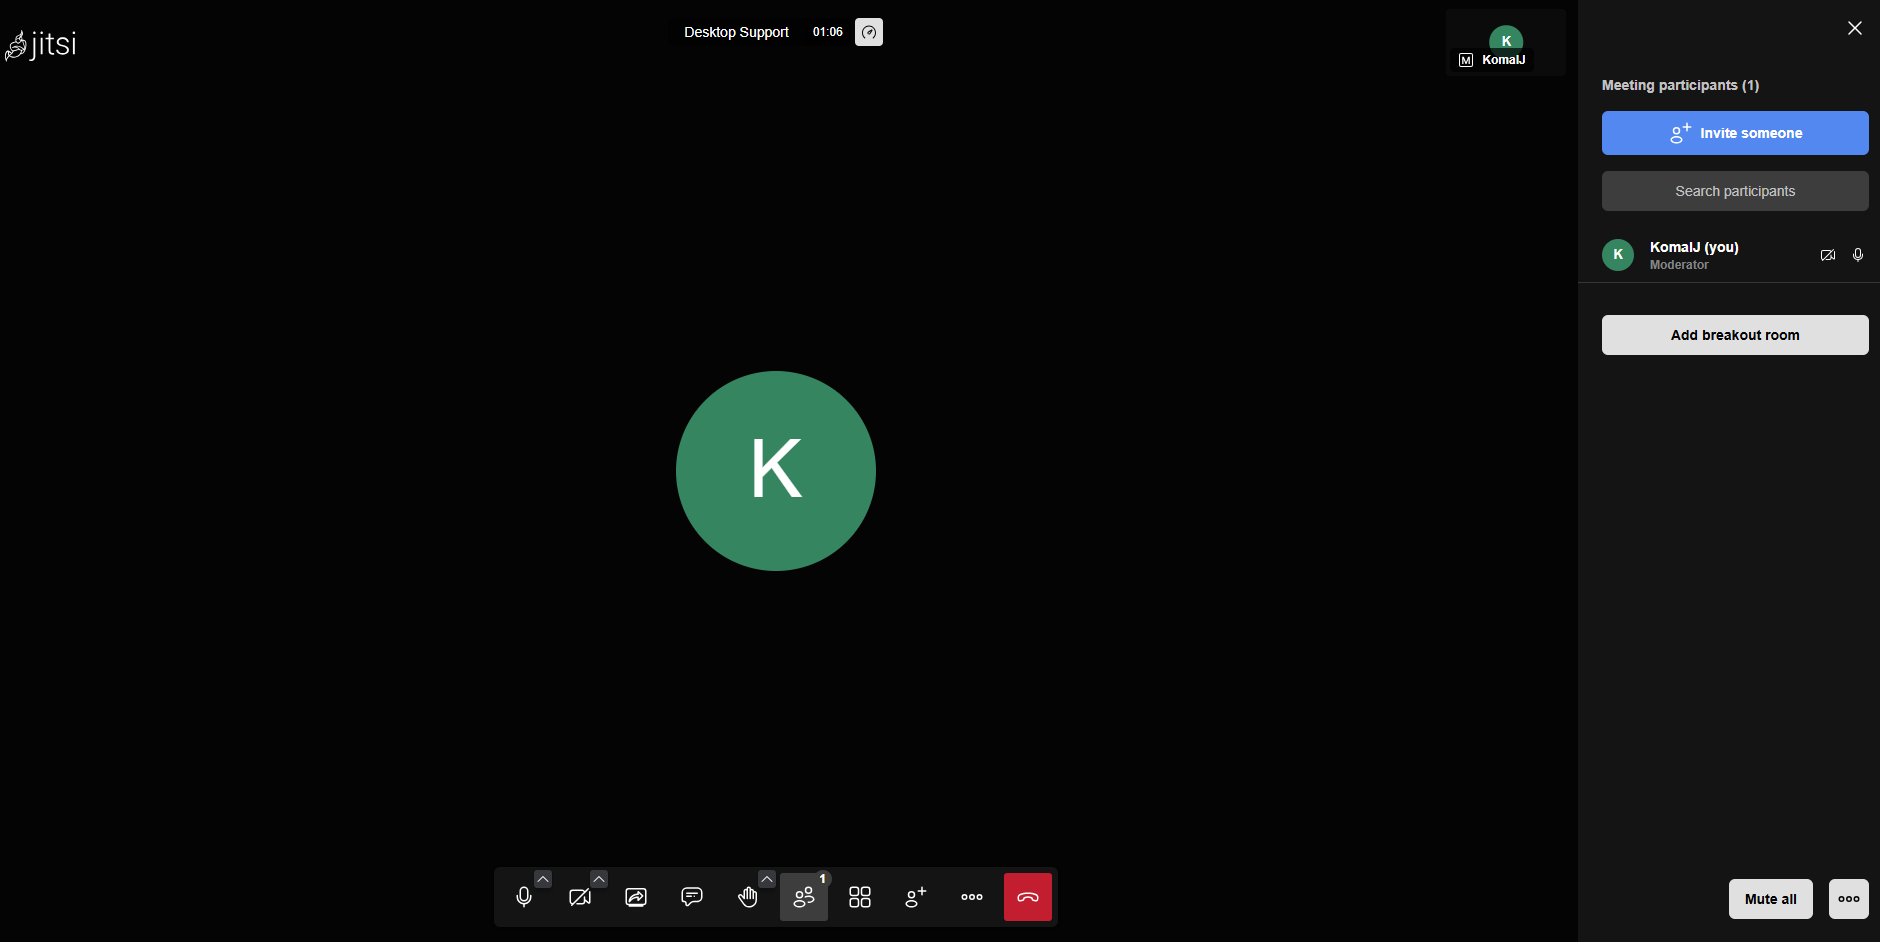 jitsi
Desktop Support 01:06
K
M KomalJ
K
1
Meeting participants (1)
Invite someone
Search participants
K KomalJ (you)
Moderator
Add breakout room
Mute all